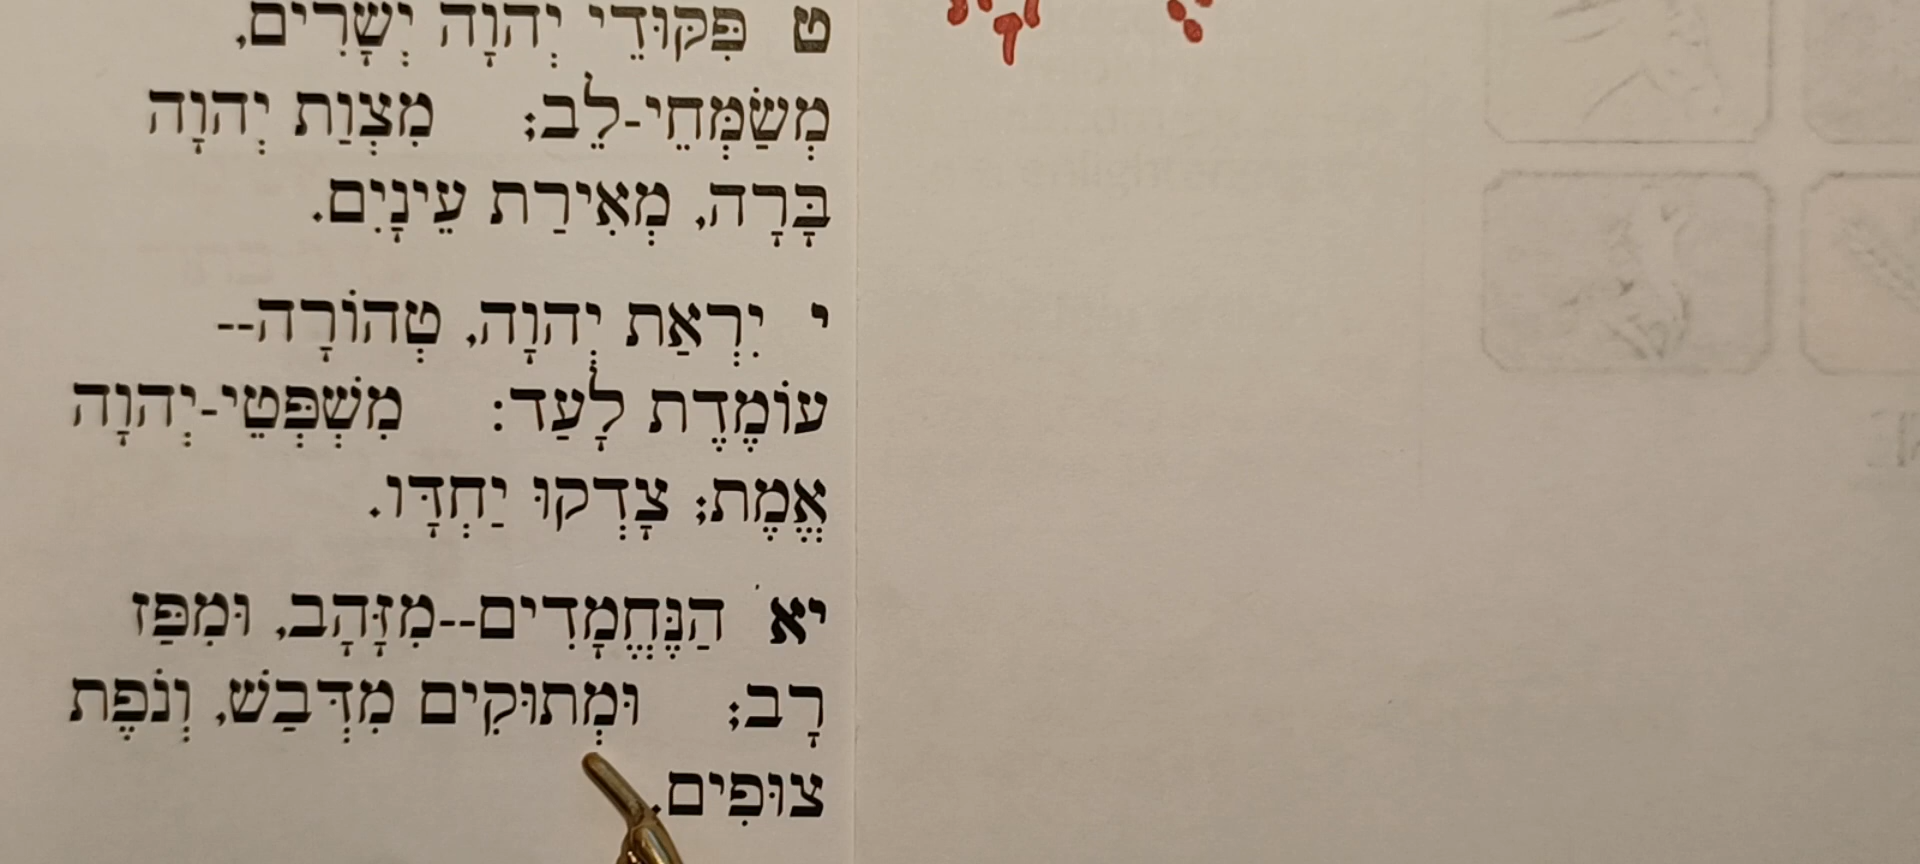 ט  פִּקּוּדֵי יְהוָה יְשָׁרִים,
מְשַׂמְּחֵי-לֵב;    מִצְוַת יְהוָה
בָּרָה, מְאִירַת עֵינָיִם.
י  יִרְאַת יְהוָה, טְהוֹרָה--
עוֹמֶדֶת לָעַד:    מִשְׁפְּטֵי-יְהוָה
אֱמֶת; צָדְקוּ יַחְדָּו.
יא  הַנֶּחֱמָדִים--מִזָּהָב, וּמִפַּז
רָב;    וּמְתוּקִים מִדְּבַשׁ, וְנֹפֶת
צוּפִים.